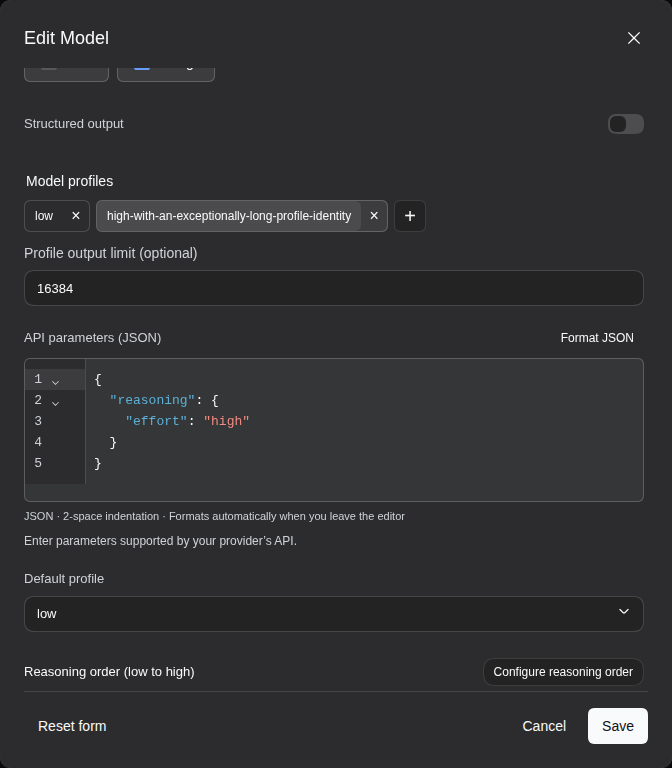 Edit Model
Structured output
Model profiles
low × high-with-an-exceptionally-long-profile-identity × +
Profile output limit (optional)
16384
API parameters (JSON) Format JSON
1 {
2 "reasoning": {
3 "effort": "high"
4 }
5 }
JSON · 2-space indentation · Formats automatically when you leave the editor
Enter parameters supported by your provider’s API.
Default profile
low
Reasoning order (low to high) Configure reasoning order
Reset form Cancel Save